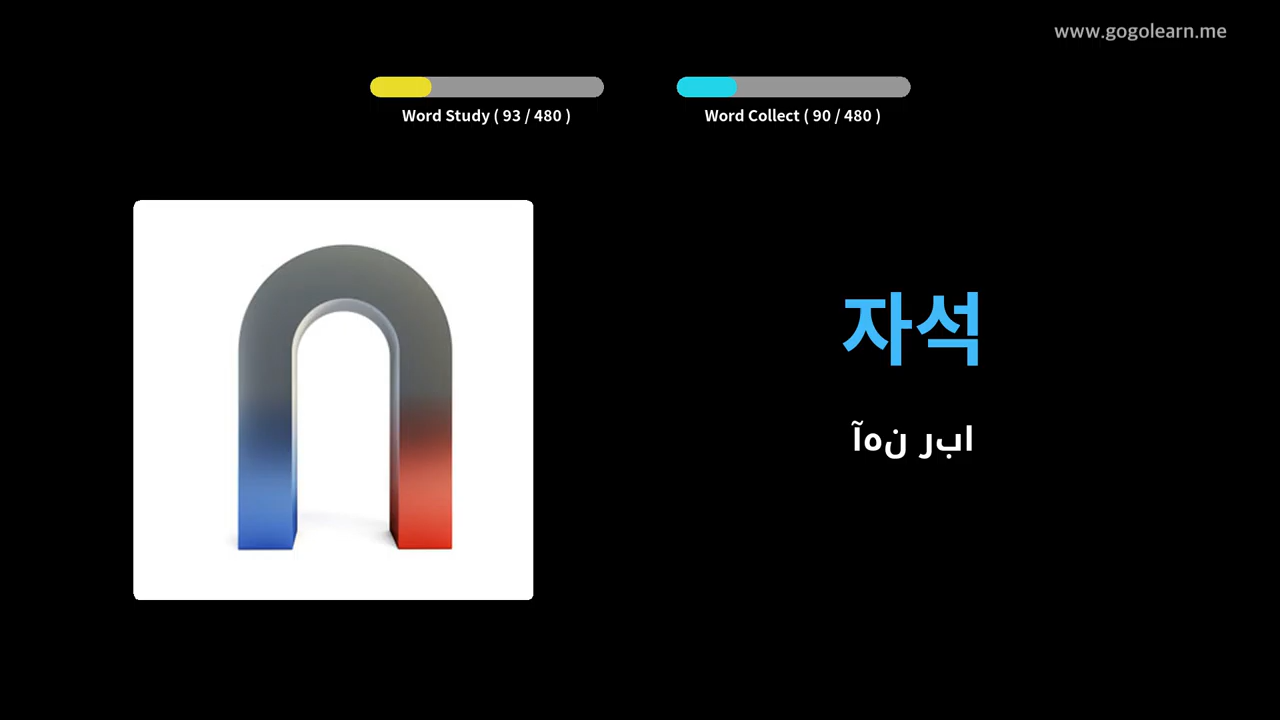 www.gogolearn.me
Word Study ( 93 / 480 )
Word Collect ( 90 / 480 )
자석
آهن ربا